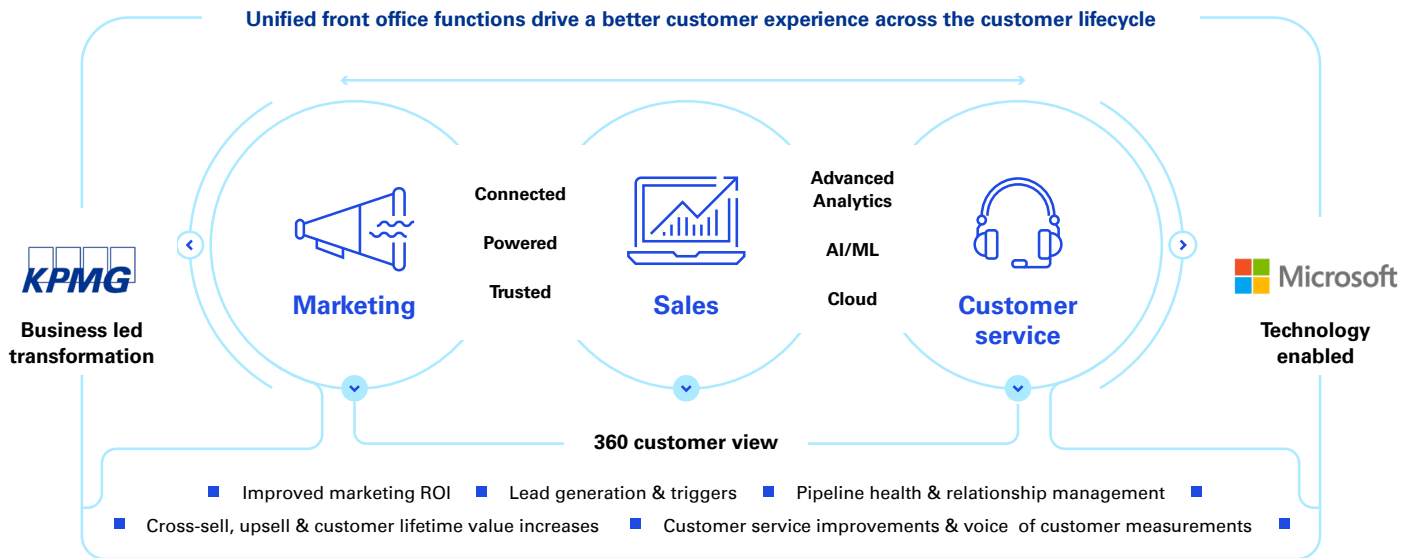 Unified front office functions drive a better customer experience across the customer lifecycle
KPMG
Business led
transformation
Marketing
Connected
Powered
Trusted
Sales
Advanced
Analytics
AI/ML
Cloud
Customer
service
Microsoft
Technology
enabled
360 customer view
Improved marketing ROI
Lead generation & triggers
Pipeline health & relationship management
Cross-sell, upsell & customer lifetime value increases
Customer service improvements & voice of customer measurements